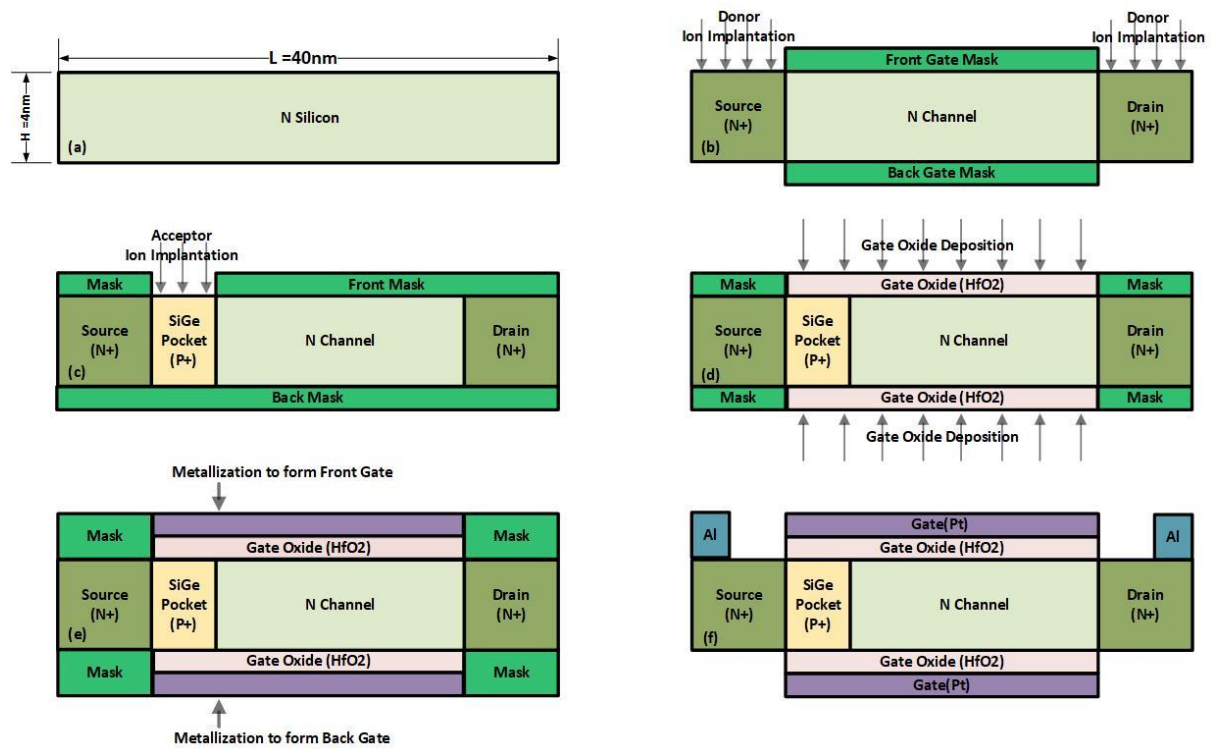 L =40nm
H =4nm
N Silicon
(a)
Donor
Ion Implantation
Donor
Ion Implantation
Front Gate Mask
Source
(N+)
N Channel
Drain
(N+)
(b)
Back Gate Mask
Acceptor
Ion Implantation
Mask
Front Mask
Source
(N+)
SiGe
Pocket
(P+)
N Channel
Drain
(N+)
(c)
Back Mask
Gate Oxide Deposition
Mask
Gate Oxide (HfO2)
Mask
Source
(N+)
SiGe
Pocket
(P+)
N Channel
Drain
(N+)
(d)
Mask
Gate Oxide (HfO2)
Mask
Gate Oxide Deposition
Metallization to form Front Gate
Mask
Gate Oxide (HfO2)
Mask
Source
(N+)
SiGe
Pocket
(P+)
N Channel
Drain
(N+)
(e)
Mask
Gate Oxide (HfO2)
Mask
Metallization to form Back Gate
Al
Gate(Pt)
Gate Oxide (HfO2)
Al
Source
(N+)
SiGe
Pocket
(P+)
N Channel
Drain
(N+)
(f)
Gate Oxide (HfO2)
Gate(Pt)